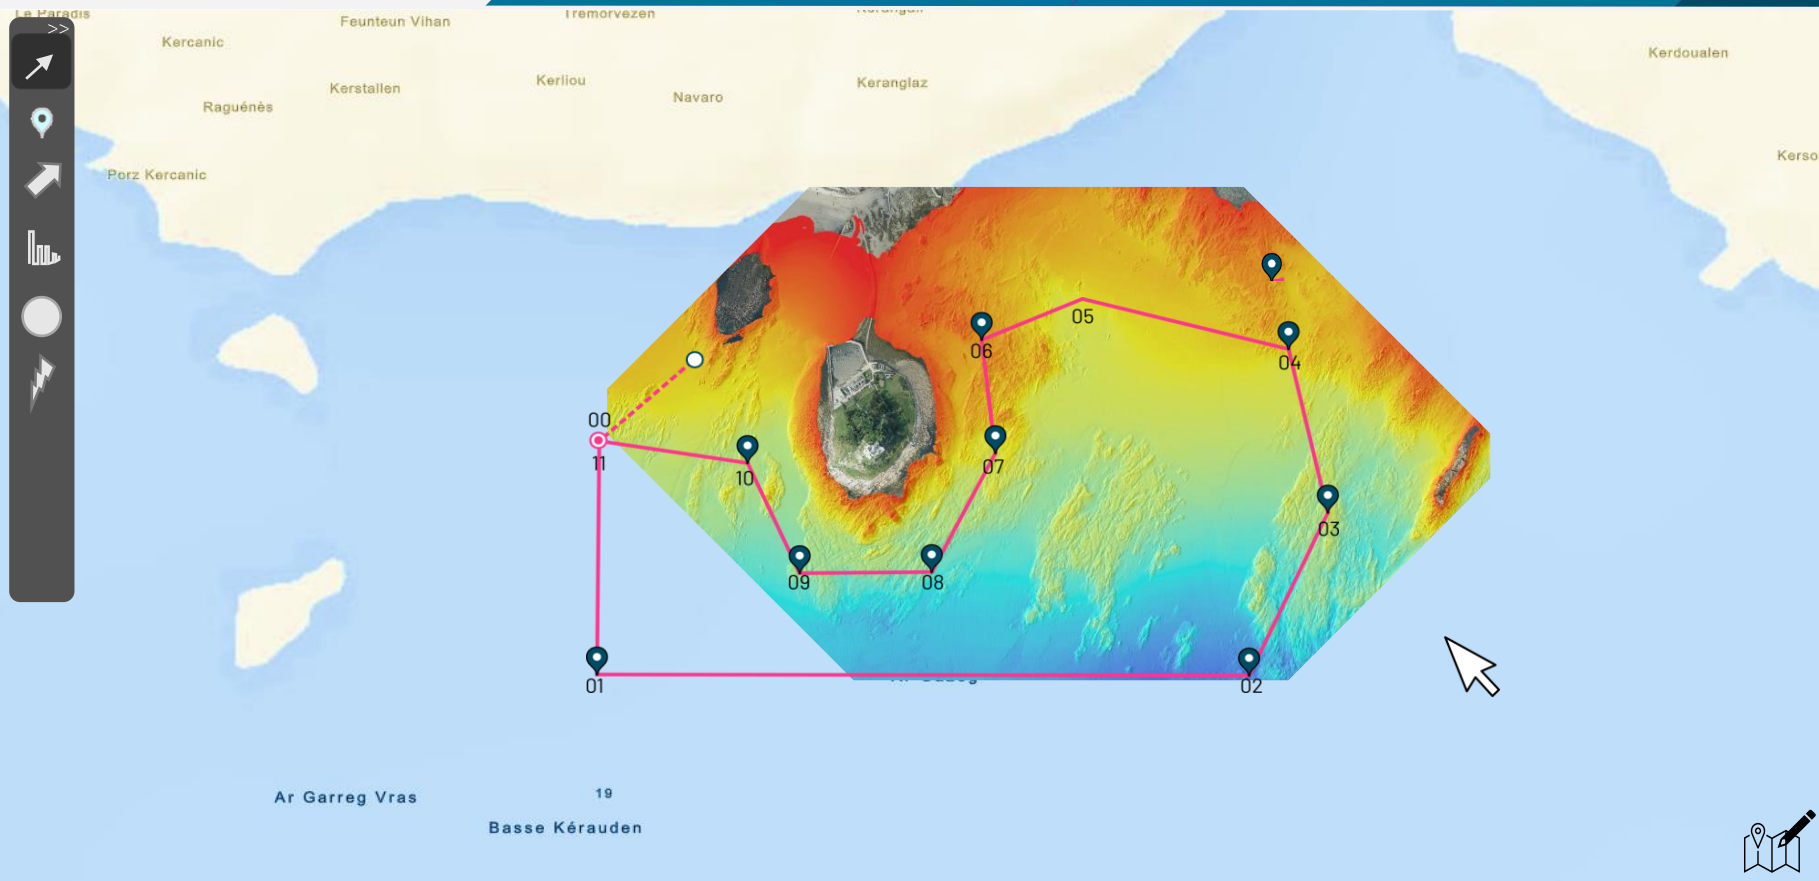 Le Paradis
Feunteun Vihan
Tremorvezen
>>
Kercanic
Kerdoualen
Kerstallen
Kerliou
Keranglaz
Navaro
Raguénès
Kerso
Porz Kercanic
05
06
04
00
11
07
10
03
09
08
01
02
19
Ar Garreg Vras
Basse Kérauden